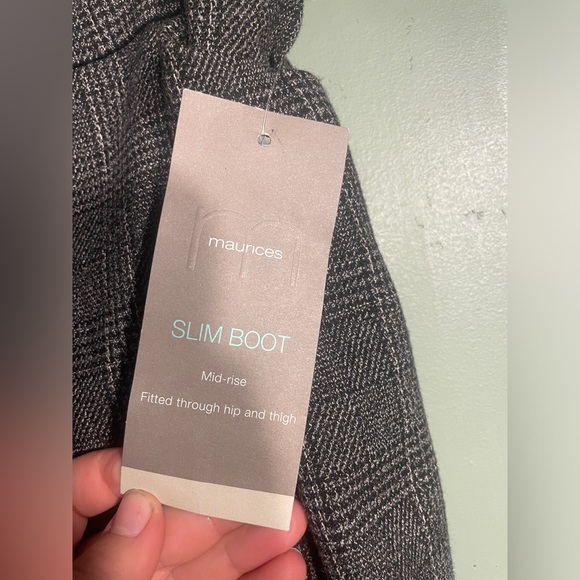 maurices
SLIM BOOT
Mid-rise
Fitted through hip and thigh